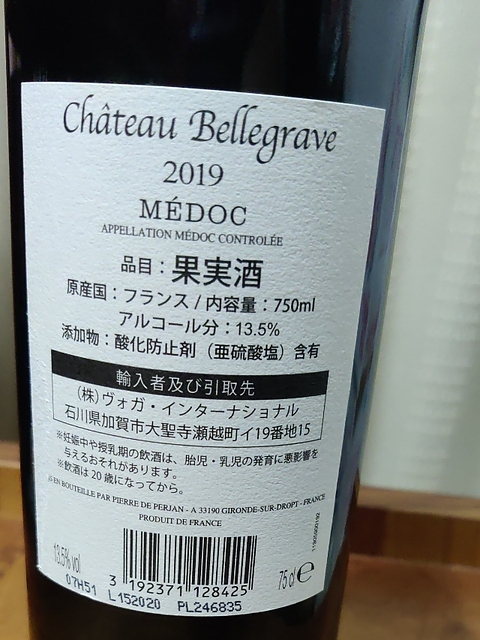 Château Bellegrave
2019
MÉDOC
APPELLATION MÉDOC CONTROLÉE
品目：果実酒
原産国：フランス / 内容量：750ml
アルコール分：13.5%
添加物：酸化防止剤（亜硫酸塩）含有
輸入者及び引取先
(株)ヴォガ・インターナショナル
石川県加賀市大聖寺瀬越町イ19番地15
※妊娠中や授乳期の飲酒は、胎児・乳児の発育に悪影響を
与えるおそれがあります。
※飲酒は20歳になってから。
EN BOUTEILLE PAR PIERRE DE PERJAN - A 33190 GIRONDE-SUR-DROPT - FRANCE
PRODUIT DE FRANCE
13.5% vol
3 192371 128425
75 cl e
07H51 L152020 PL246835